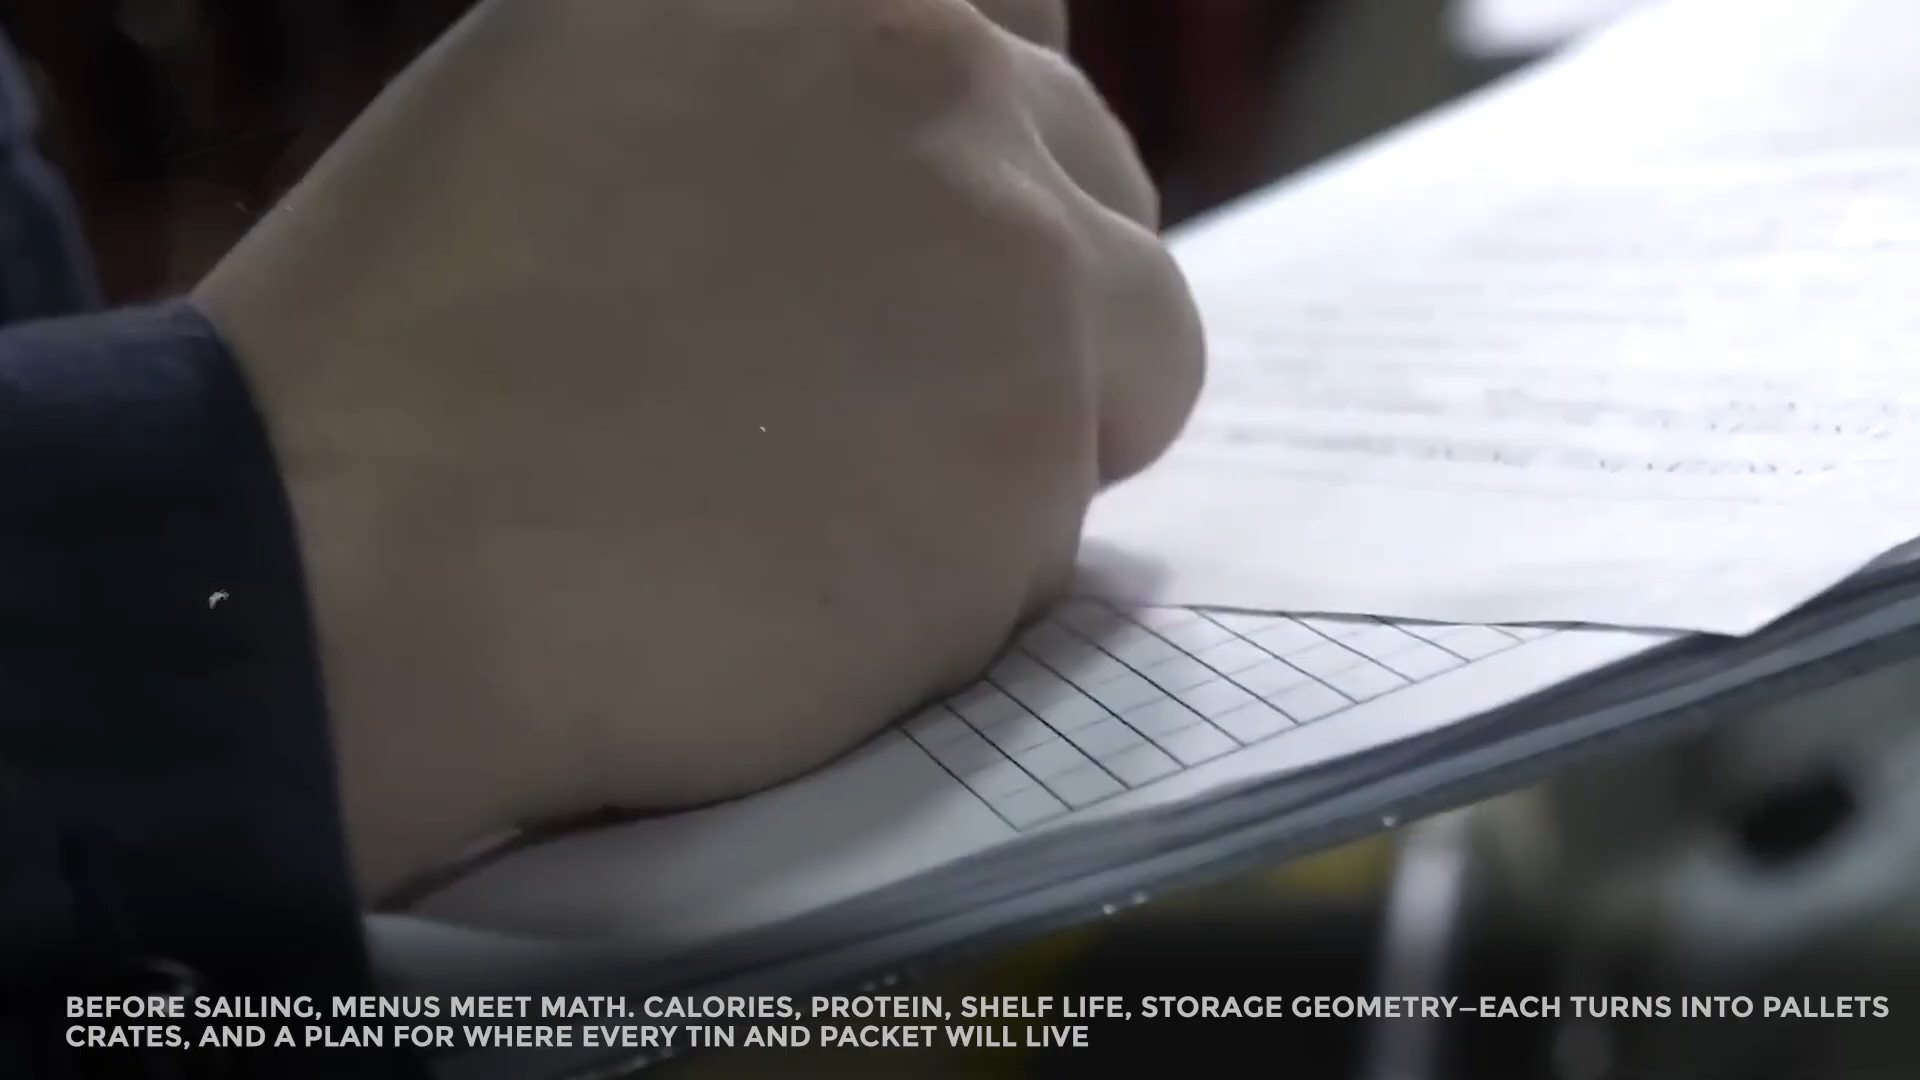 BEFORE SAILING, MENUS MEET MATH. CALORIES, PROTEIN, SHELF LIFE, STORAGE GEOMETRY—EACH TURNS INTO PALLETS
CRATES, AND A PLAN FOR WHERE EVERY TIN AND PACKET WILL LIVE